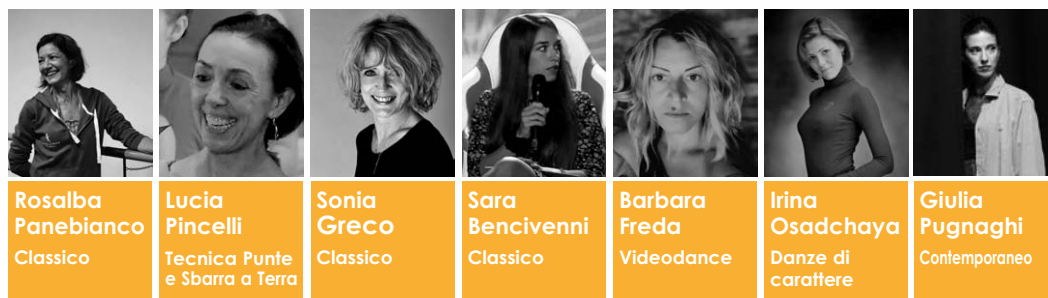 Rosalba
Panebianco
Classico
Lucia
Pincelli
Tecnica Punte
e Sbarra a Terra
Sonia
Greco
Classico
Sara
Bencivenni
Classico
Barbara
Freda
Videodance
Irina
Osadchaya
Danze di
carattere
Giulia
Pugnaghi
Contemporaneo